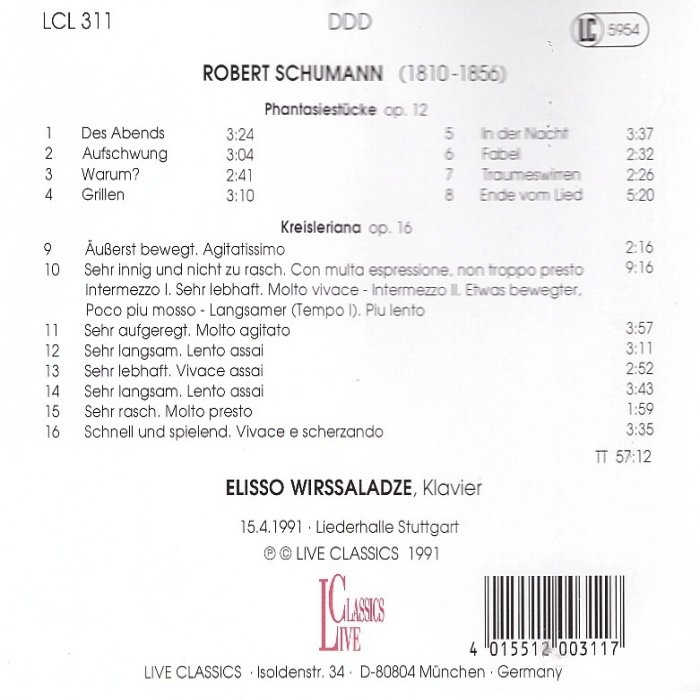 LCL 311 DDD LC 5954
ROBERT SCHUMANN (1810-1856)
Phantasiestücke op. 12
1 Des Abends 3:24
2 Aufschwung 3:04
3 Warum? 2:41
4 Grillen 3:10
5 In der Nacht 3:37
6 Fabel 2:32
7 Traumeswirren 2:26
8 Ende vom Lied 5:20
Kreisleriana op. 16
9 Äußerst bewegt. Agitatissimo 2:16
10 Sehr innig und nicht zu rasch. Con multa espressione, non troppo presto 9:16
Intermezzo I. Sehr lebhaft. Molto vivace - Intermezzo II. Etwas bewegter,
Poco piu mosso - Langsamer (Tempo I). Piu lento
11 Sehr aufgeregt. Molto agitato 3:57
12 Sehr langsam. Lento assai 3:11
13 Sehr lebhaft. Vivace assai 2:52
14 Sehr langsam. Lento assai 3:43
15 Sehr rasch. Molto presto 1:59
16 Schnell und spielend. Vivace e scherzando 3:35
TT 57:12
ELISSO WIRSSALADZE, Klavier
15.4.1991 · Liederhalle Stuttgart
℗ © LIVE CLASSICS 1991
LIVE CLASSICS
4 015512 003117
LIVE CLASSICS · Isoldenstr. 34 · D-80804 München · Germany